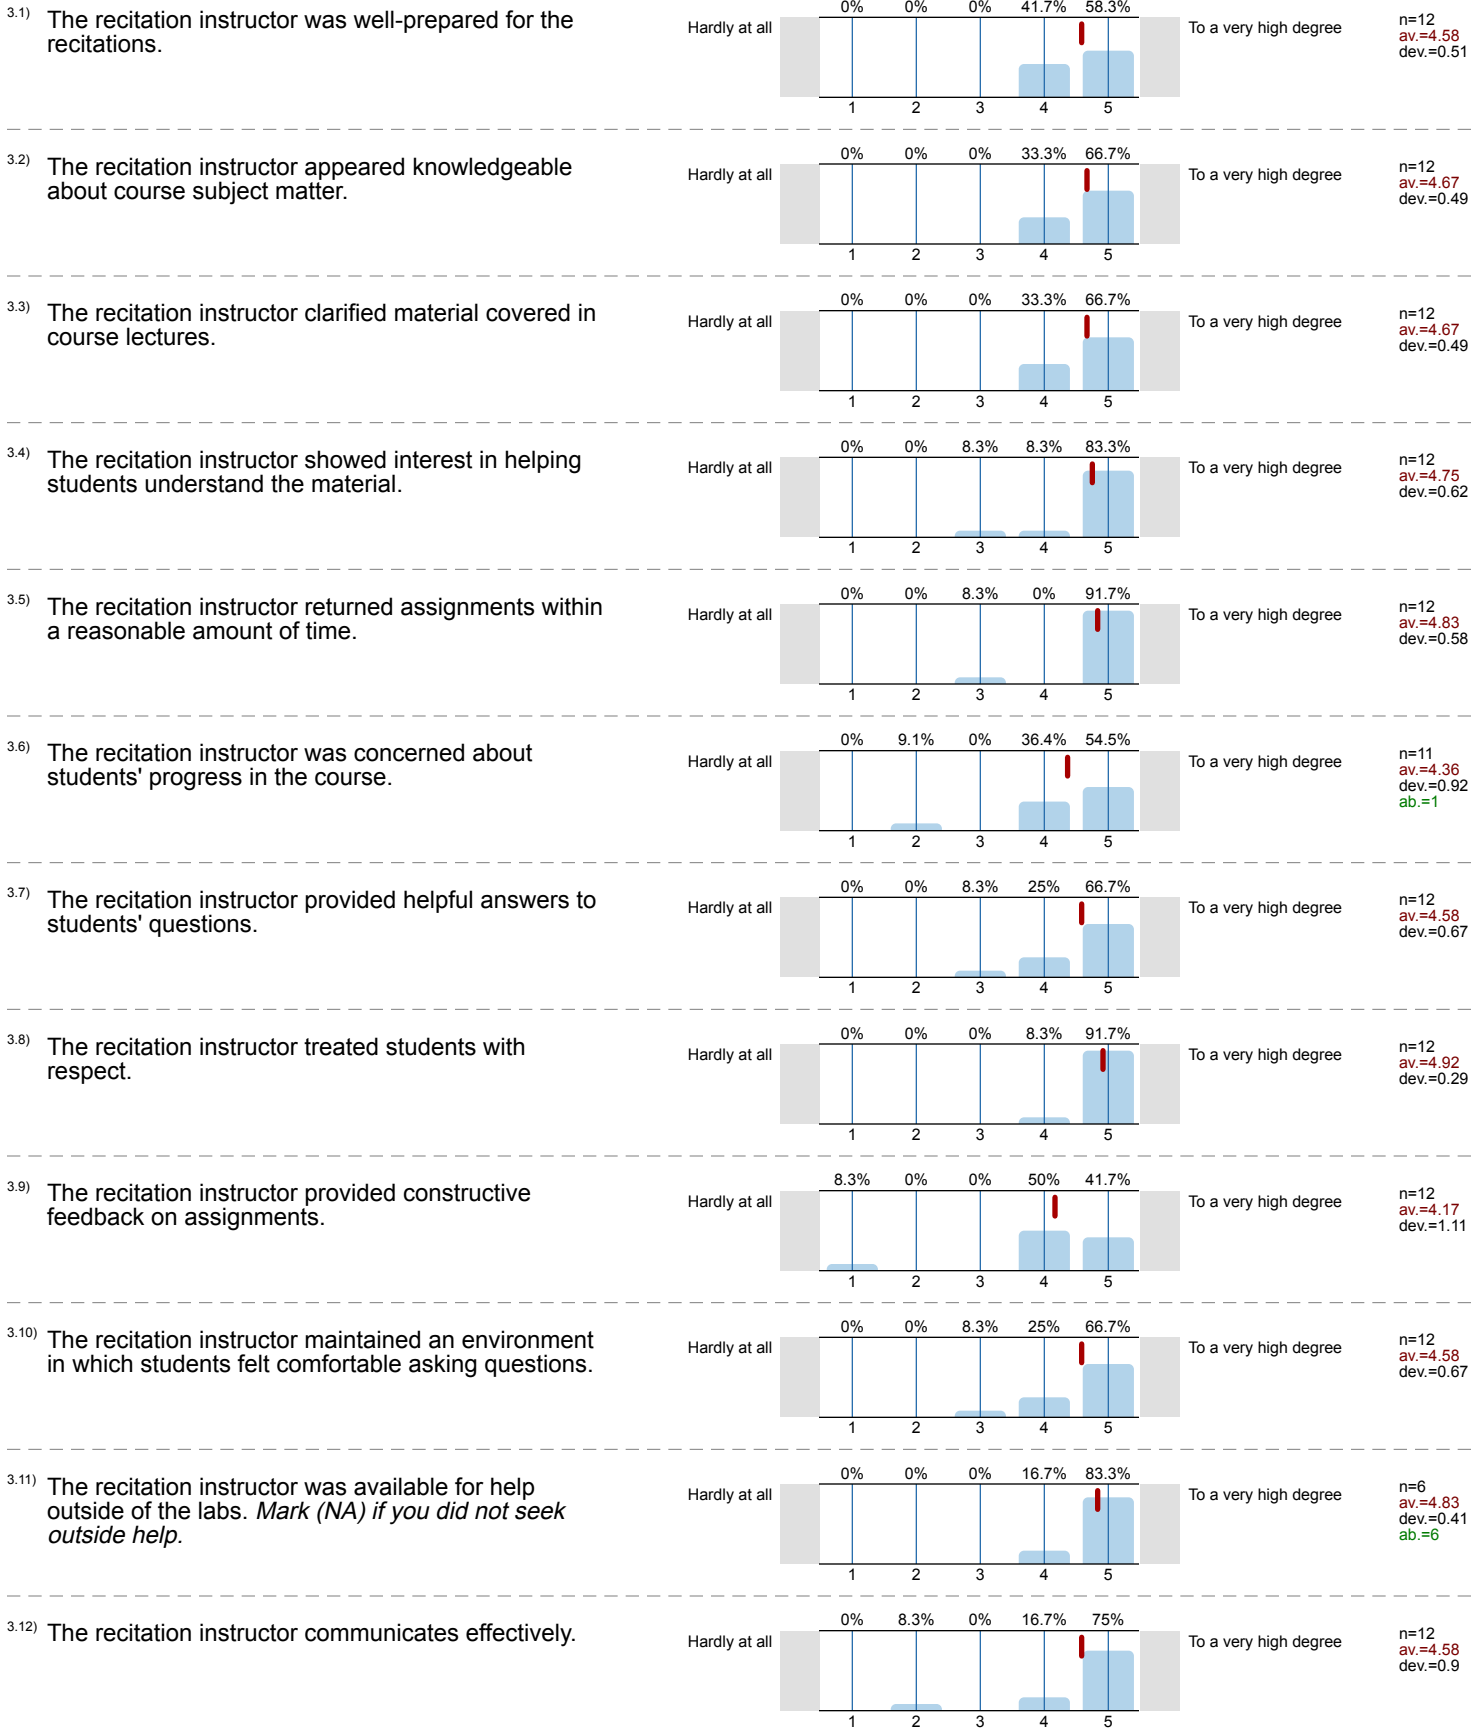 3.1) The recitation instructor was well-prepared for the
recitations.
Hardly at all
0% 0% 0% 41.7% 58.3%
1 2 3 4 5
To a very high degree
n=12
av.=4.58
dev.=0.51
3.2) The recitation instructor appeared knowledgeable
about course subject matter.
Hardly at all
0% 0% 0% 33.3% 66.7%
1 2 3 4 5
To a very high degree
n=12
av.=4.67
dev.=0.49
3.3) The recitation instructor clarified material covered in
course lectures.
Hardly at all
0% 0% 0% 33.3% 66.7%
1 2 3 4 5
To a very high degree
n=12
av.=4.67
dev.=0.49
3.4) The recitation instructor showed interest in helping
students understand the material.
Hardly at all
0% 0% 8.3% 8.3% 83.3%
1 2 3 4 5
To a very high degree
n=12
av.=4.75
dev.=0.62
3.5) The recitation instructor returned assignments within
a reasonable amount of time.
Hardly at all
0% 0% 8.3% 0% 91.7%
1 2 3 4 5
To a very high degree
n=12
av.=4.83
dev.=0.58
3.6) The recitation instructor was concerned about
students' progress in the course.
Hardly at all
0% 9.1% 0% 36.4% 54.5%
1 2 3 4 5
To a very high degree
n=11
av.=4.36
dev.=0.92
ab.=1
3.7) The recitation instructor provided helpful answers to
students' questions.
Hardly at all
0% 0% 8.3% 25% 66.7%
1 2 3 4 5
To a very high degree
n=12
av.=4.58
dev.=0.67
3.8) The recitation instructor treated students with
respect.
Hardly at all
0% 0% 0% 8.3% 91.7%
1 2 3 4 5
To a very high degree
n=12
av.=4.92
dev.=0.29
3.9) The recitation instructor provided constructive
feedback on assignments.
Hardly at all
8.3% 0% 0% 50% 41.7%
1 2 3 4 5
To a very high degree
n=12
av.=4.17
dev.=1.11
3.10) The recitation instructor maintained an environment
in which students felt comfortable asking questions.
Hardly at all
0% 0% 8.3% 25% 66.7%
1 2 3 4 5
To a very high degree
n=12
av.=4.58
dev.=0.67
3.11) The recitation instructor was available for help
outside of the labs. Mark (NA) if you did not seek
outside help.
Hardly at all
0% 0% 0% 16.7% 83.3%
1 2 3 4 5
To a very high degree
n=6
av.=4.83
dev.=0.41
ab.=6
3.12) The recitation instructor communicates effectively.
Hardly at all
0% 8.3% 0% 16.7% 75%
1 2 3 4 5
To a very high degree
n=12
av.=4.58
dev.=0.9